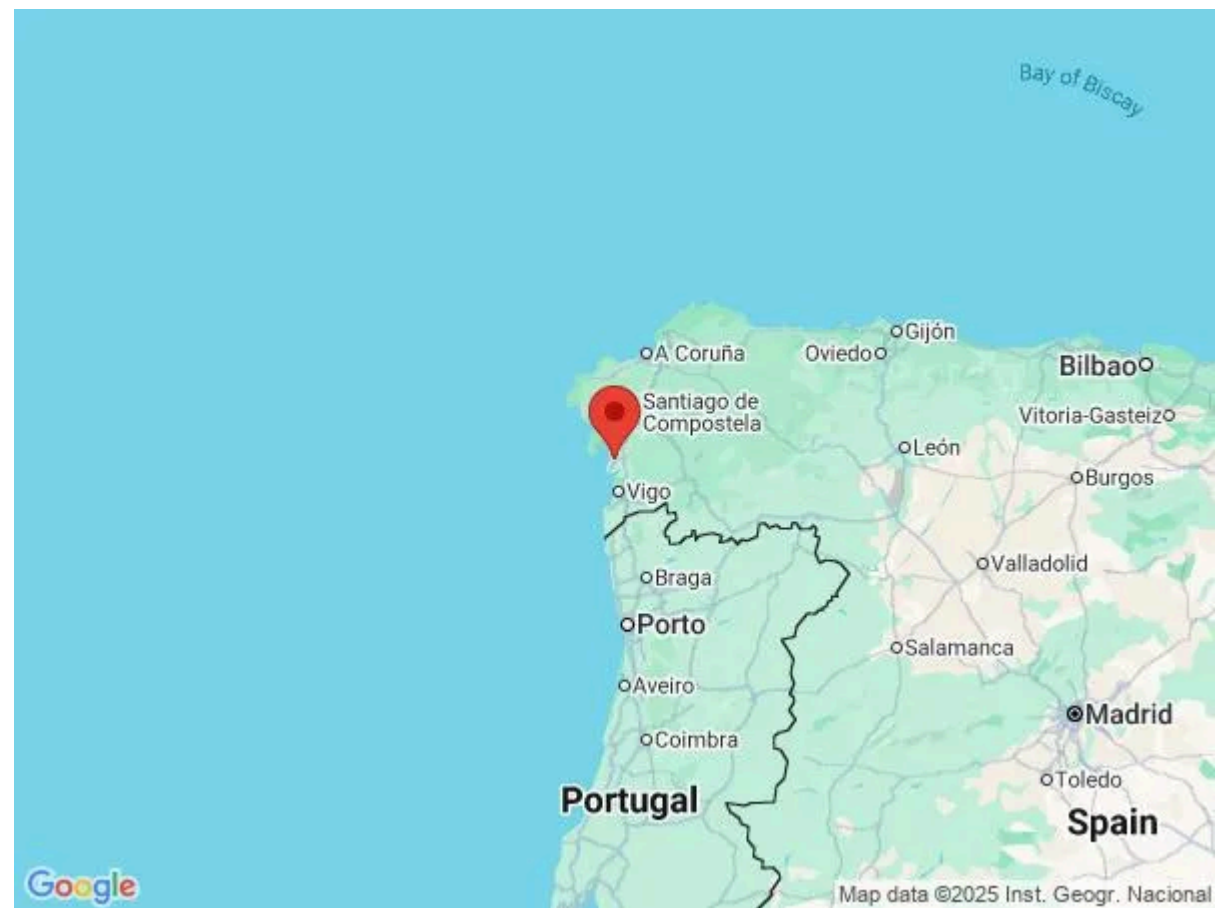 Bay of Biscay
Gijón
A Coruña
Oviedo
Bilbao
Santiago de
Compostela
Vitoria-Gasteiz
León
Burgos
Vigo
Valladolid
Braga
Porto
Salamanca
Aveiro
Madrid
Coimbra
Toledo
Portugal
Spain
Google
Map data ©2025 Inst. Geogr. Nacional